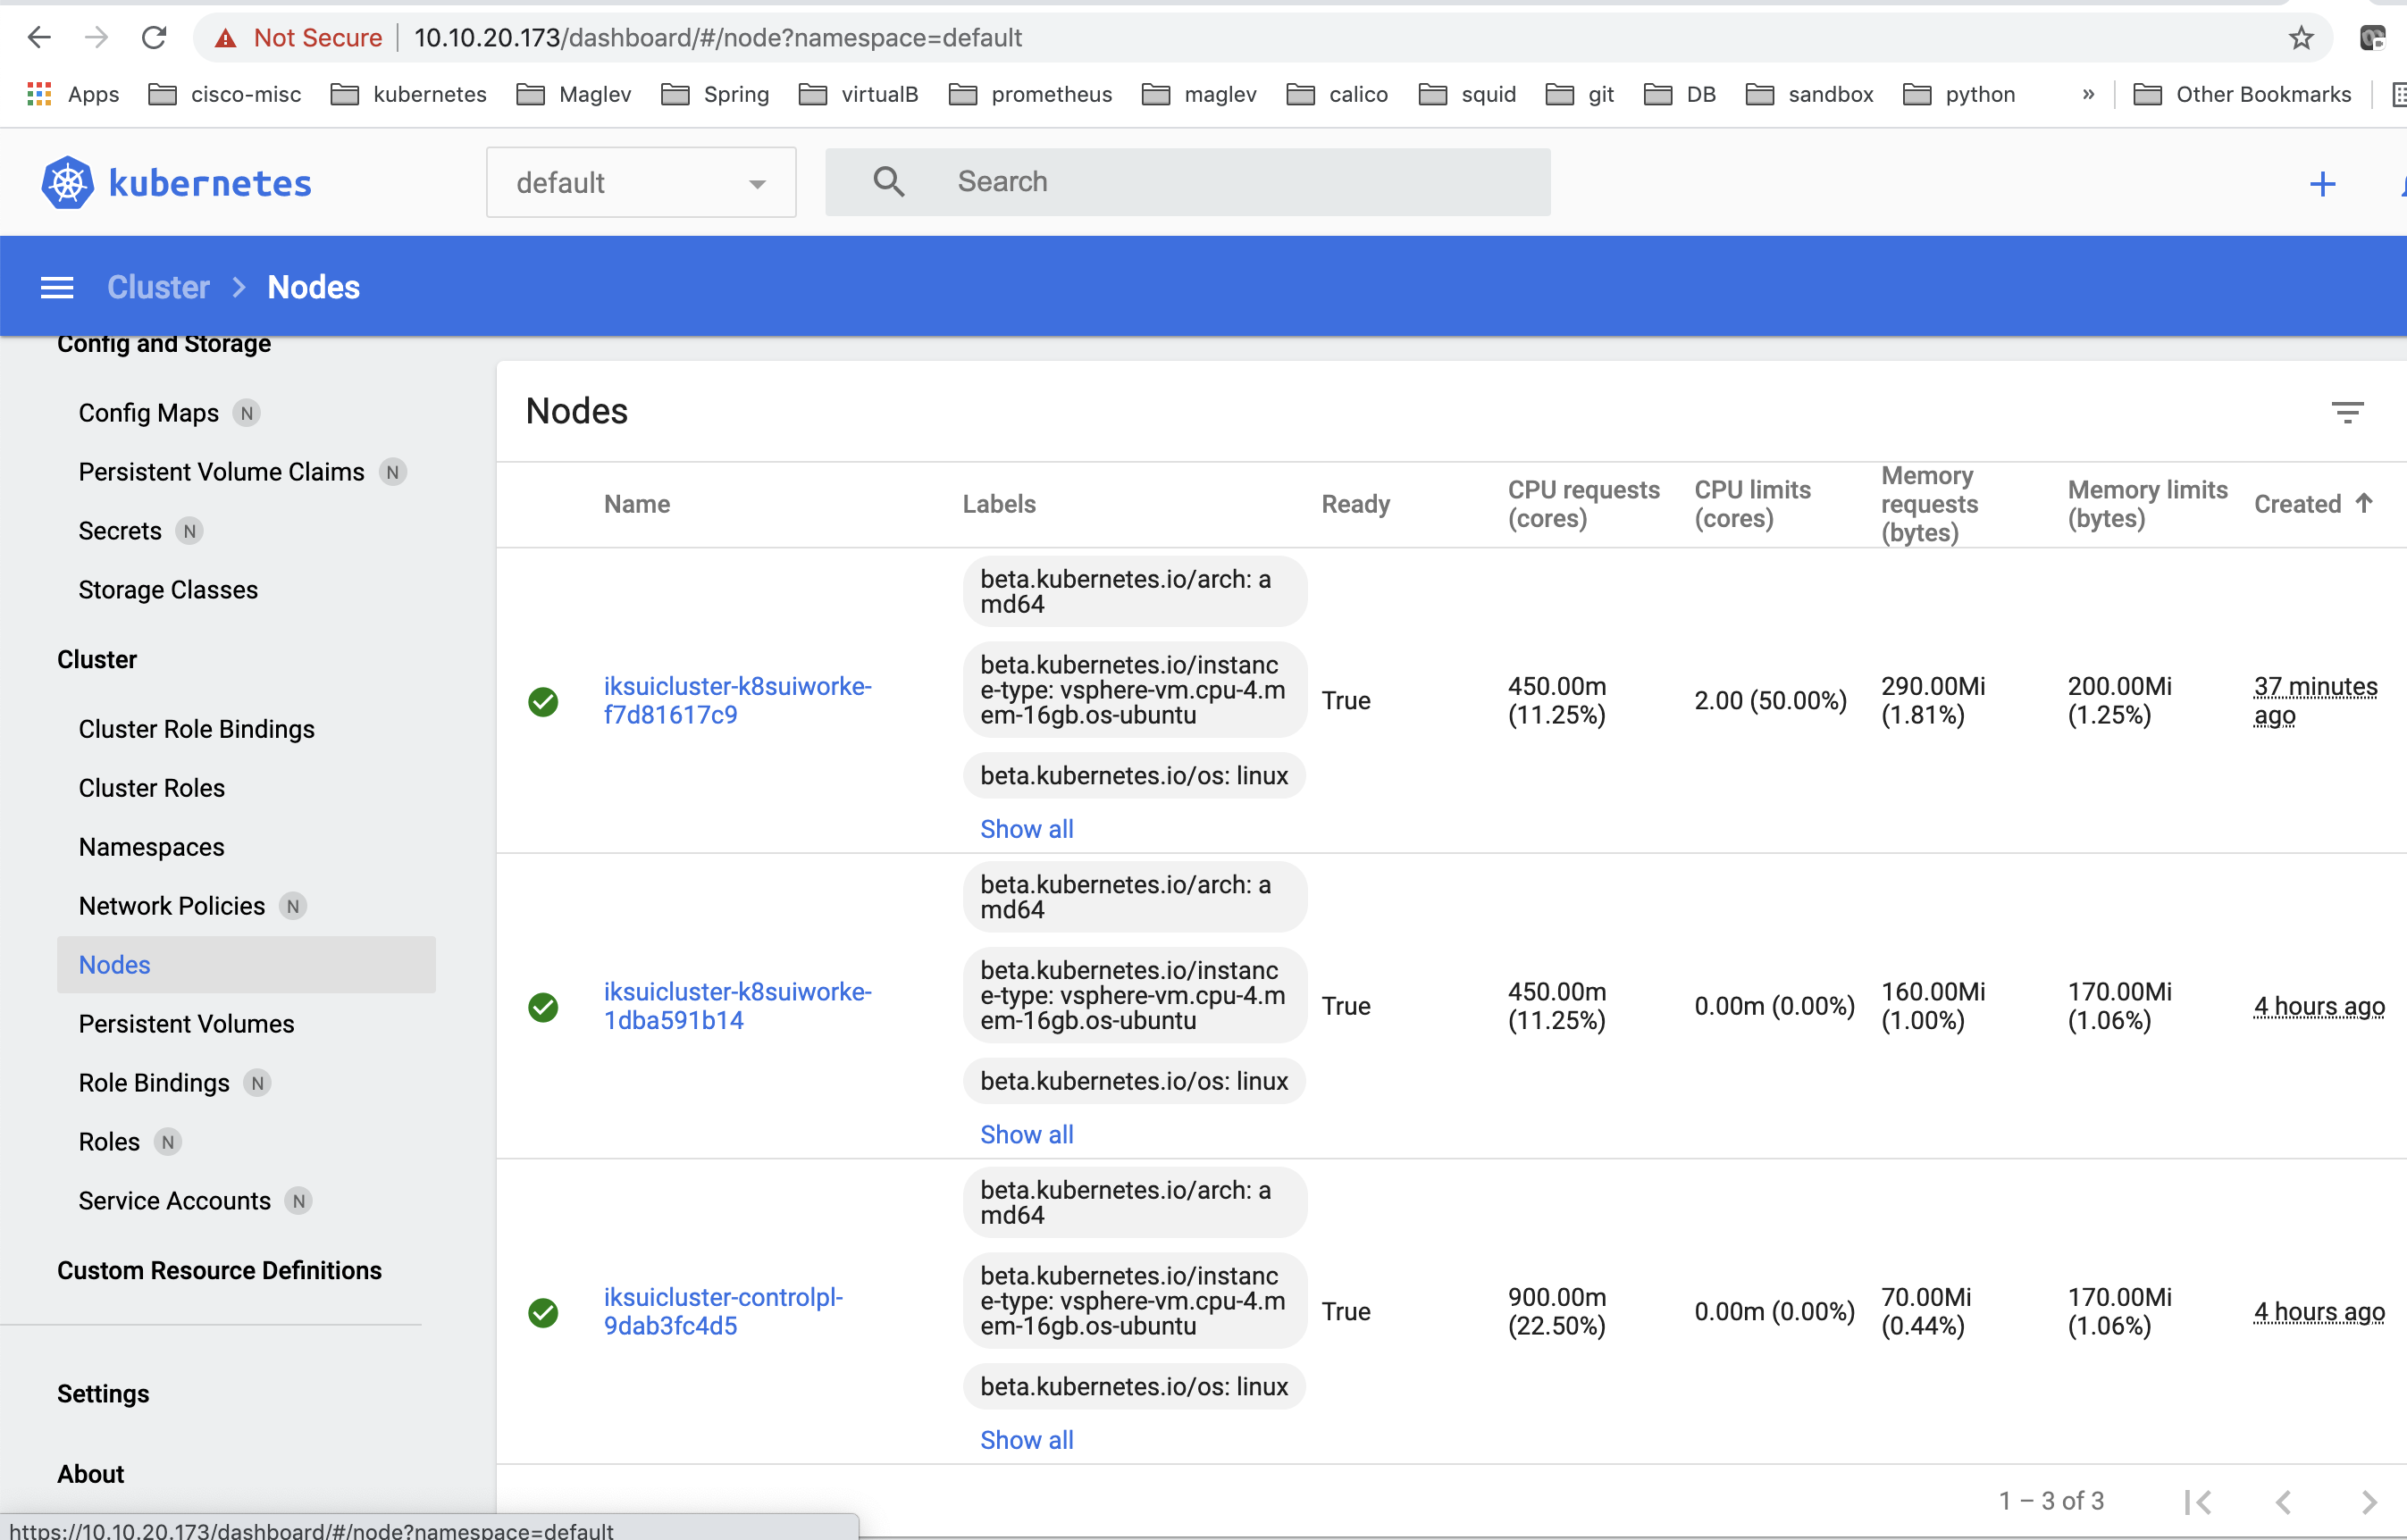 Not Secure | 10.10.20.173/dashboard/#/node?namespace=default
Apps cisco-misc kubernetes Maglev Spring virtualB prometheus maglev calico squid git DB sandbox python » Other Bookmarks
kubernetes default Search +
Cluster > Nodes
Config and Storage
Config Maps N
Persistent Volume Claims N
Secrets N
Storage Classes
Cluster
Cluster Role Bindings
Cluster Roles
Namespaces
Network Policies N
Nodes
Persistent Volumes
Role Bindings N
Roles N
Service Accounts N
Custom Resource Definitions
Settings
About
Nodes
Name
Labels
Ready
CPU requests
(cores)
CPU limits
(cores)
Memory
requests
(bytes)
Memory limits
(bytes)
Created ↑
iksuicluster-k8suiworke-
f7d81617c9
beta.kubernetes.io/arch: a
md64
beta.kubernetes.io/instanc
e-type: vsphere-vm.cpu-4.m
em-16gb.os-ubuntu
beta.kubernetes.io/os: linux
Show all
True
450.00m
(11.25%)
2.00 (50.00%)
290.00Mi
(1.81%)
200.00Mi
(1.25%)
37 minutes
ago
iksuicluster-k8suiworke-
1dba591b14
beta.kubernetes.io/arch: a
md64
beta.kubernetes.io/instanc
e-type: vsphere-vm.cpu-4.m
em-16gb.os-ubuntu
beta.kubernetes.io/os: linux
Show all
True
450.00m
(11.25%)
0.00m (0.00%)
160.00Mi
(1.00%)
170.00Mi
(1.06%)
4 hours ago
iksuicluster-controlpl-
9dab3fc4d5
beta.kubernetes.io/arch: a
md64
beta.kubernetes.io/instanc
e-type: vsphere-vm.cpu-4.m
em-16gb.os-ubuntu
beta.kubernetes.io/os: linux
Show all
True
900.00m
(22.50%)
0.00m (0.00%)
70.00Mi
(0.44%)
170.00Mi
(1.06%)
4 hours ago
1 – 3 of 3
https://10.10.20.173/dashboard/#/node?namespace=default